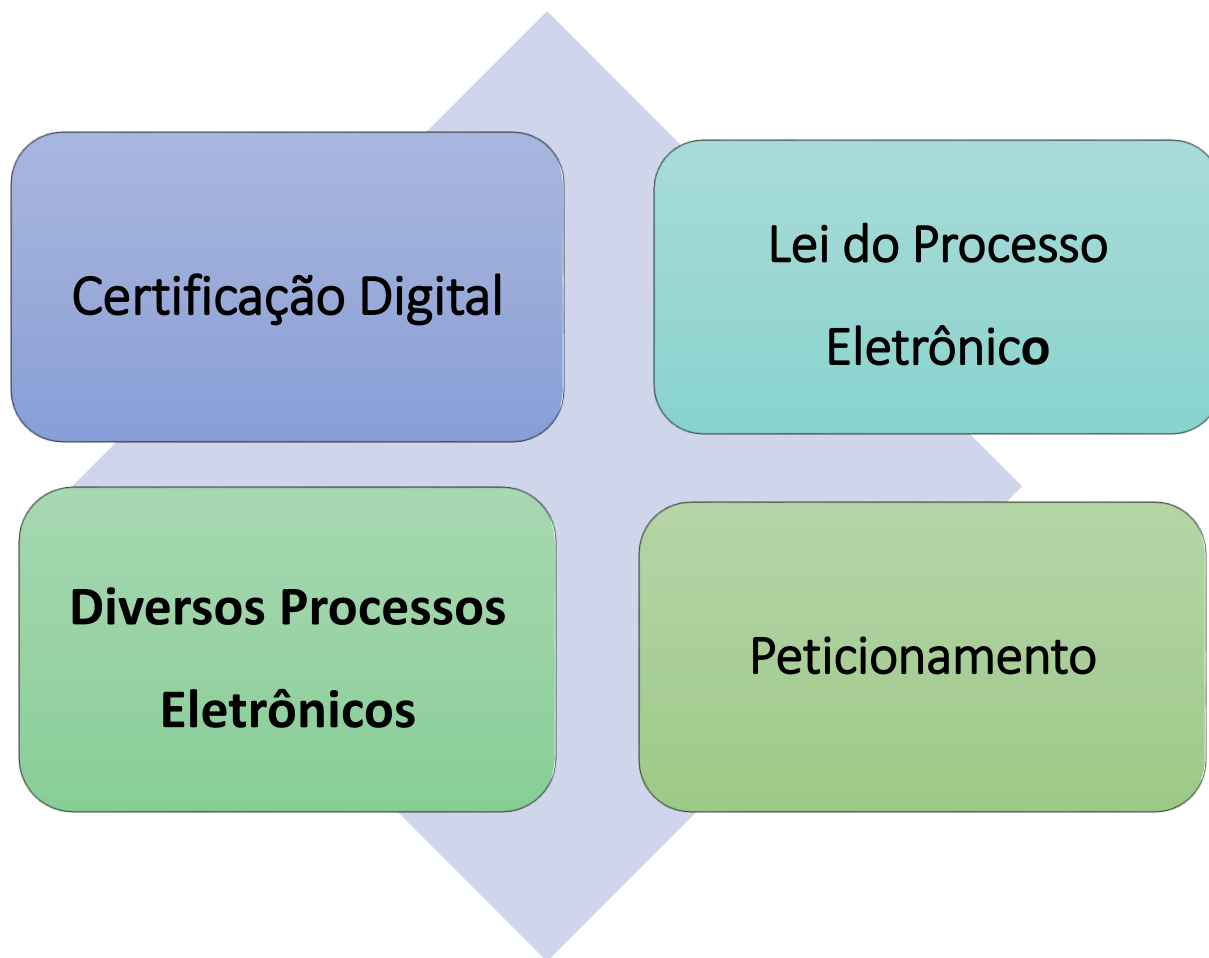 Certificação Digital
Lei do Processo
Eletrônico
Diversos Processos
Eletrônicos
Peticionamento